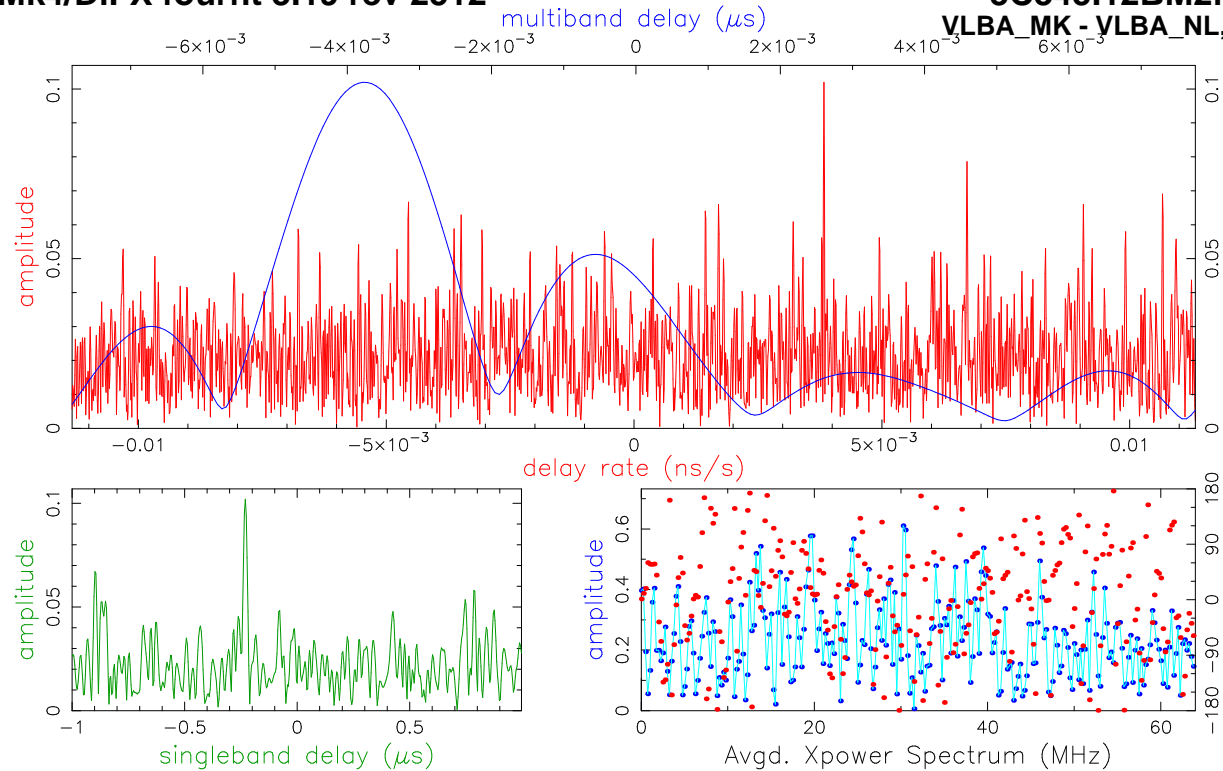 multiband delay (μs)
VLBA_MK - VLBA_NL,
−6×10⁻³ −4×10⁻³ −2×10⁻³ 0 2×10⁻³ 4×10⁻³ 6×10⁻³
amplitude
0.1 0.1
0.05 0.05
0 0
−0.01 −5×10⁻³ 0 5×10⁻³ 0.01
delay rate (ns/s)
amplitude
0.1
0.05
0
−1 −0.5 0 0.5
singleband delay (μs)
amplitude
0.6
0.4
0.2
0
180
90
0
−90
−180
0 20 40 60
Avgd. Xpower Spectrum (MHz)